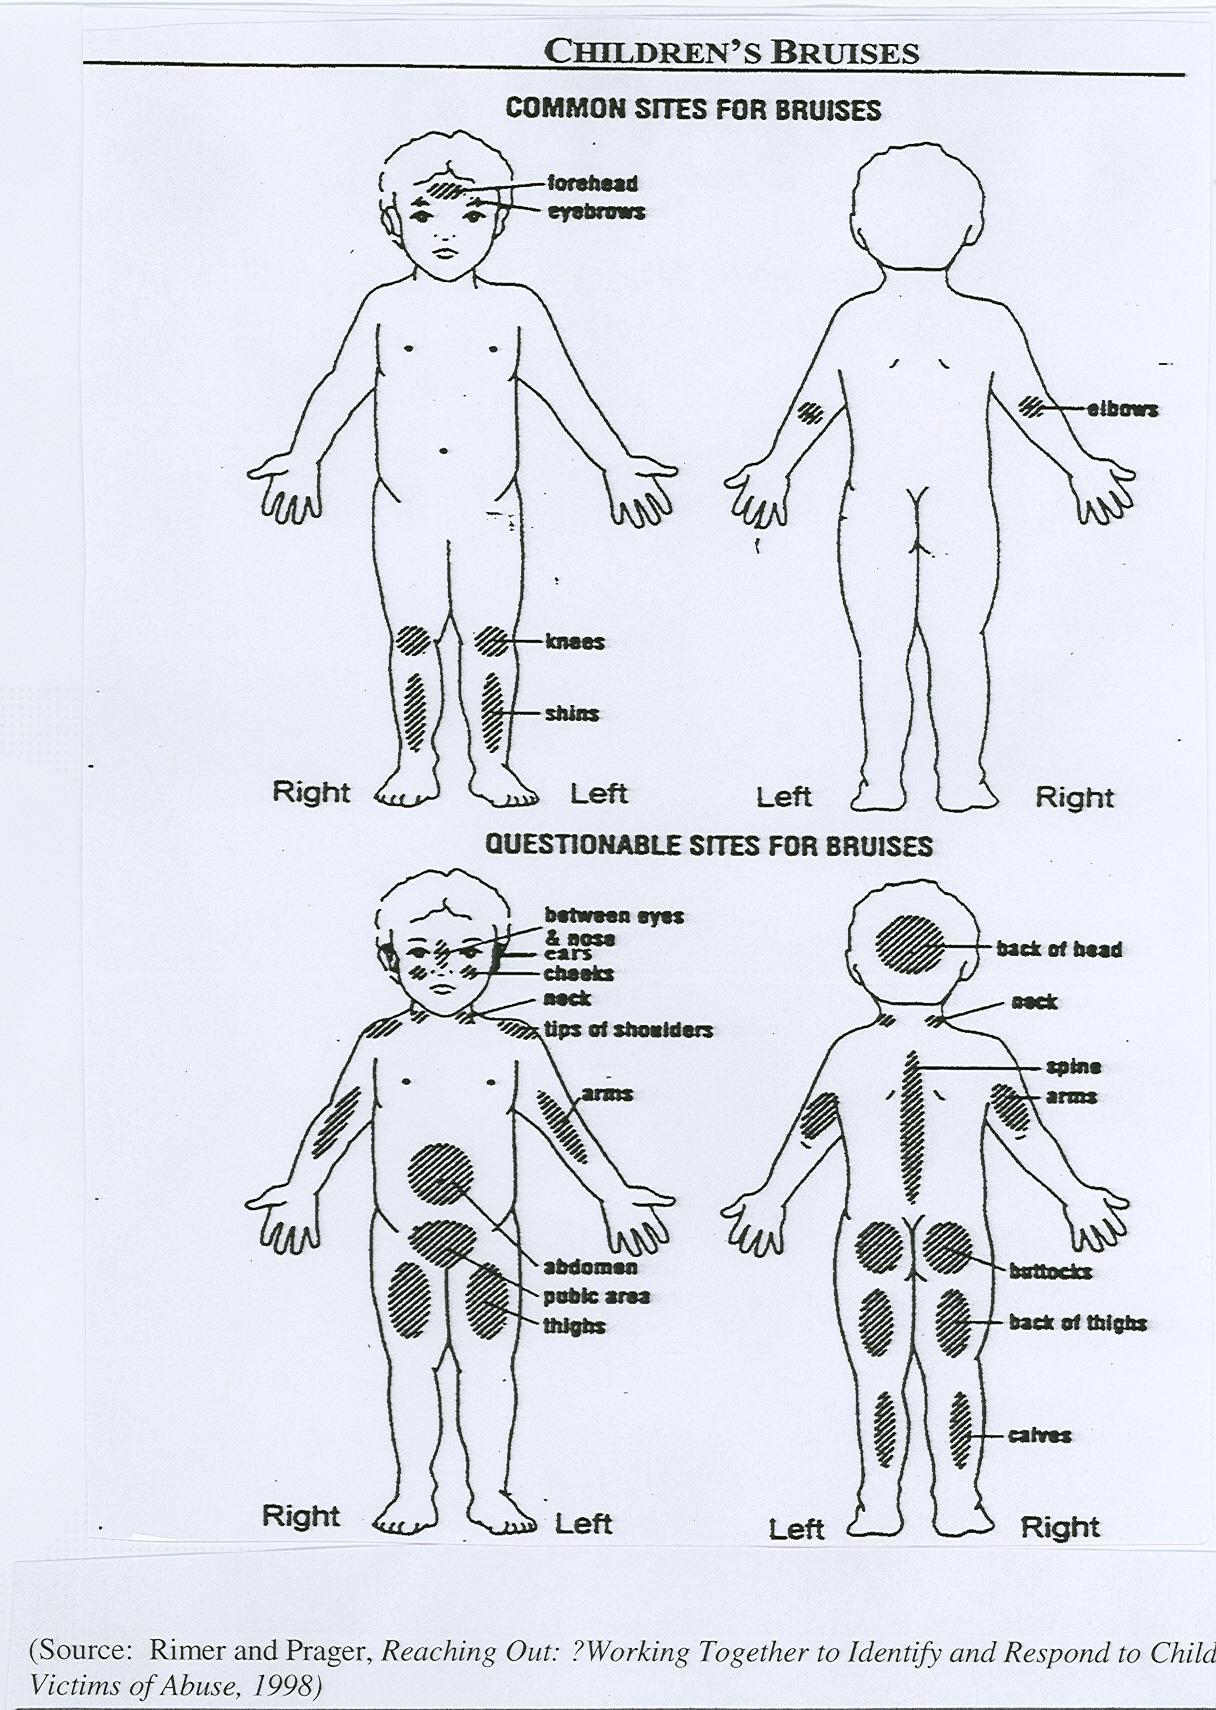 CHILDREN'S BRUISES
COMMON SITES FOR BRUISES
forehead
eyebrows
elbows
knees
shins
Right
Left
Left
Right
QUESTIONABLE SITES FOR BRUISES
between eyes
& nose
ears
cheeks
neck
tips of shoulders
arms
abdomen
pubic area
thighs
back of head
neck
spine
arms
buttocks
back of thighs
calves
Right
Left
Left
Right
(Source: Rimer and Prager, Reaching Out: ?Working Together to Identify and Respond to Child
Victims of Abuse, 1998)